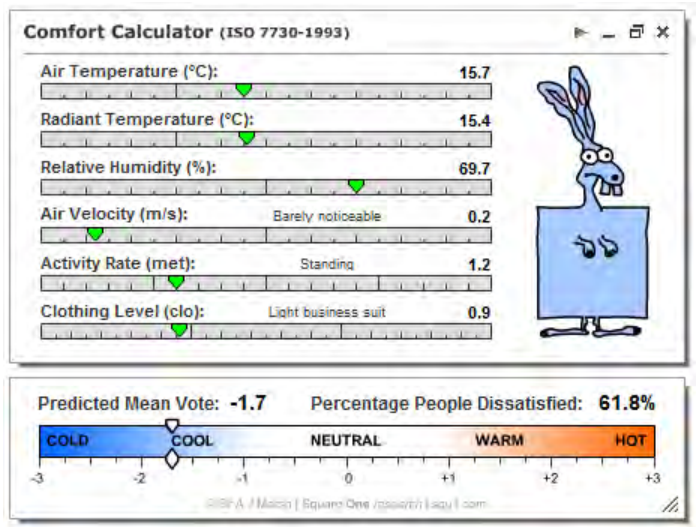 Comfort Calculator (ISO 7730-1993)
Air Temperature (°C): 15.7
Radiant Temperature (°C): 15.4
Relative Humidity (%): 69.7
Air Velocity (m/s): Barely noticeable 0.2
Activity Rate (met): Standing 1.2
Clothing Level (clo): Light business suit 0.9
Predicted Mean Vote: -1.7 Percentage People Dissatisfied: 61.8%
COLD COOL NEUTRAL WARM HOT
-3 -2 -1 0 +1 +2 +3
Square One research